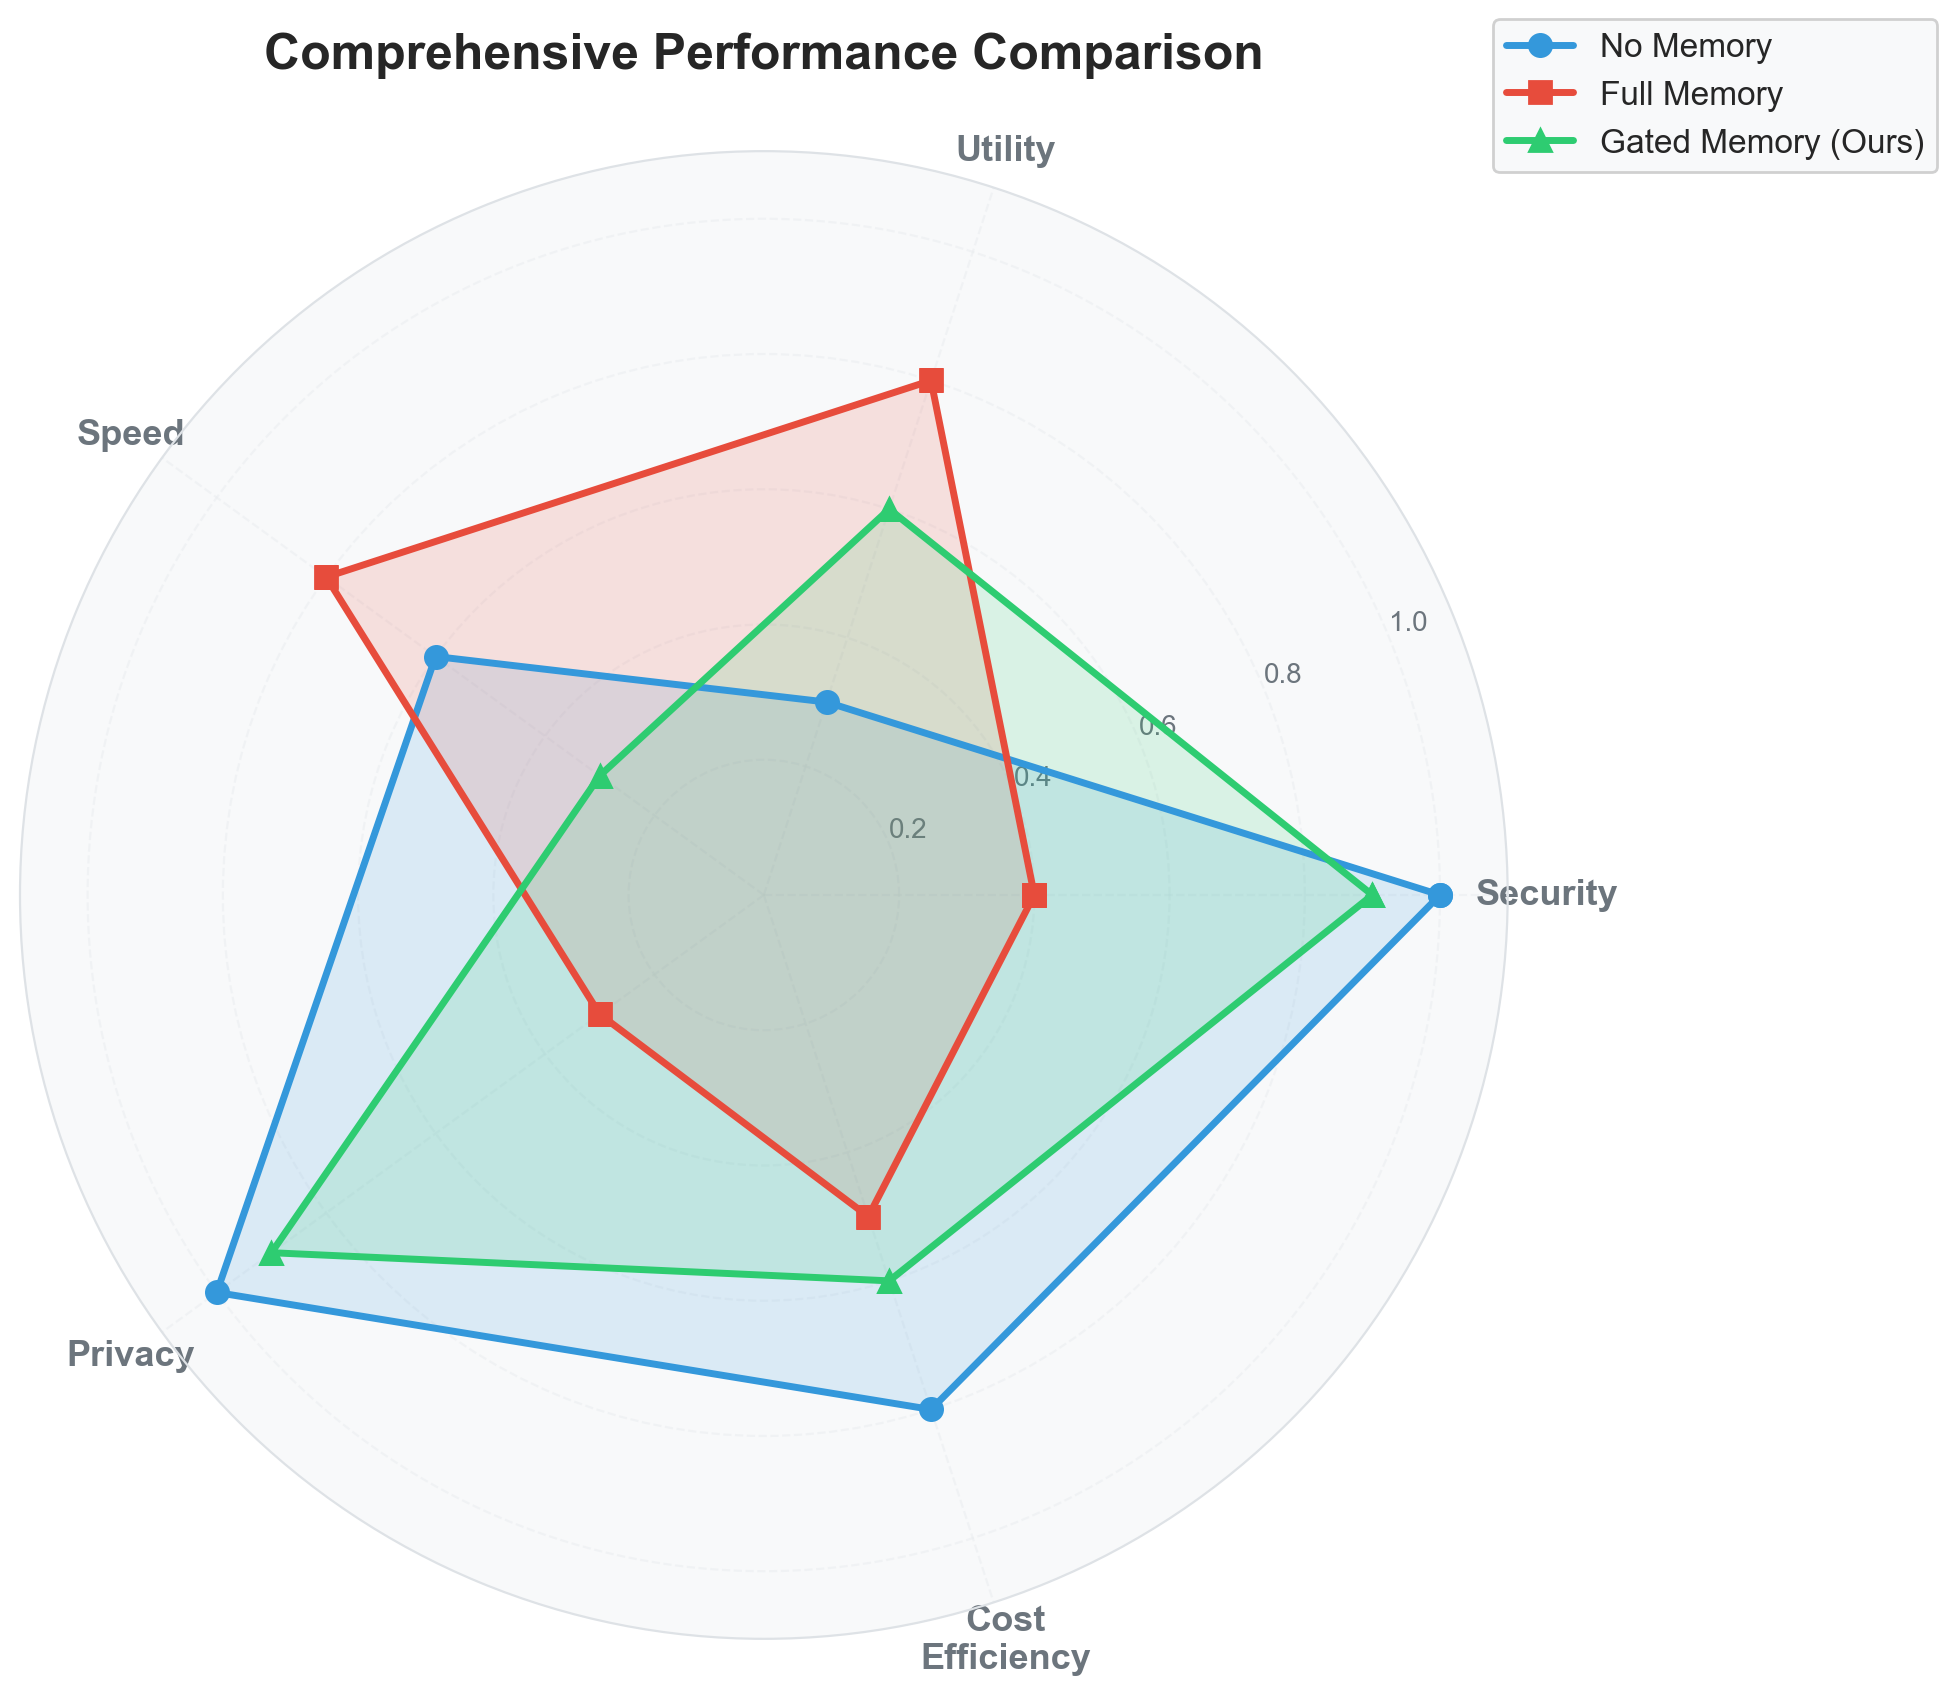 Comprehensive Performance Comparison
No Memory
Full Memory
Gated Memory (Ours)
Utility
Speed
1.0
0.8
0.6
0.4
0.2
Security
Privacy
Cost
Efficiency